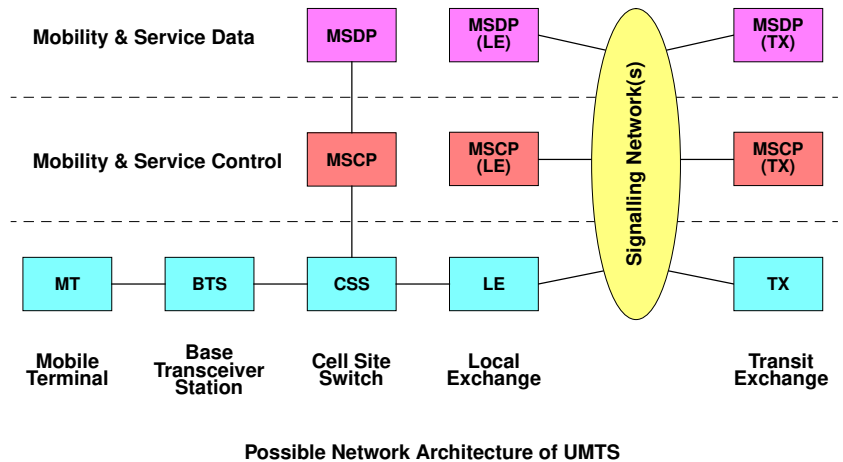 Mobility & Service Data
MSDP
MSDP
(LE)
MSDP
(TX)
Signalling Network(s)
Mobility & Service Control
MSCP
MSCP
(LE)
MSCP
(TX)
MT
BTS
CSS
LE
TX
Mobile
Terminal
Base
Transceiver
Station
Cell Site
Switch
Local
Exchange
Transit
Exchange
Possible Network Architecture of UMTS